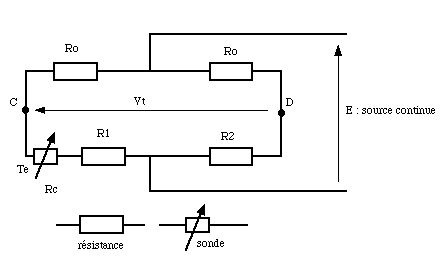 Ro
Ro
C
Vt
D
E : source continue
R1
R2
Te
Rc
résistance
sonde